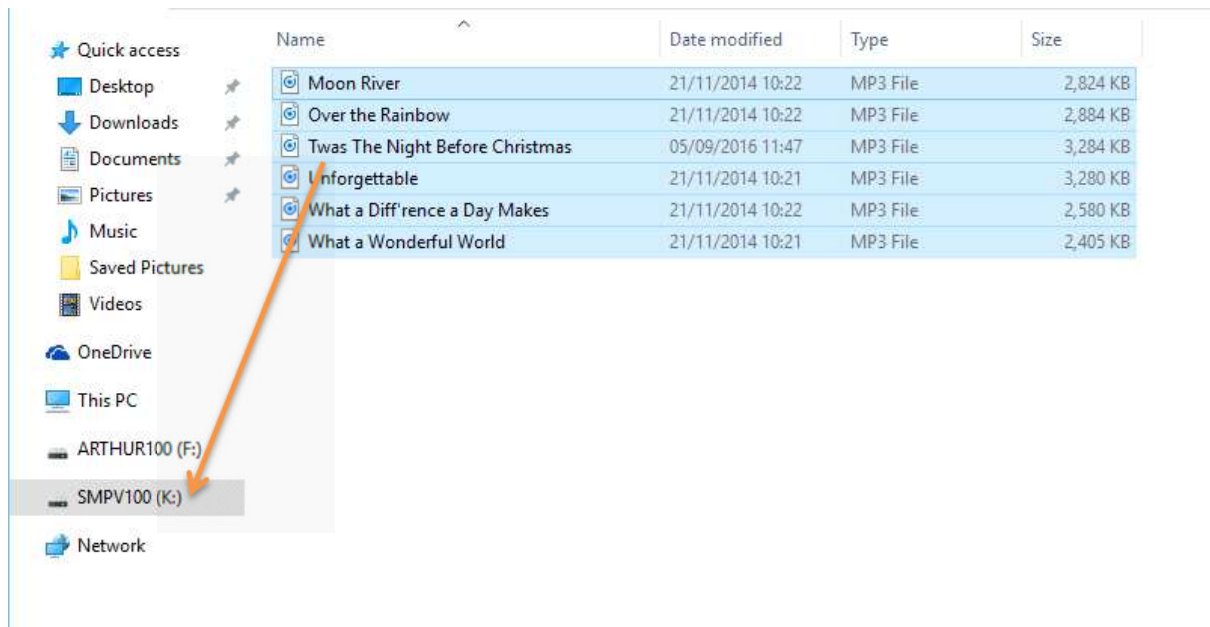 Quick access
Desktop
Downloads
Documents
Pictures
Music
Saved Pictures
Videos
OneDrive
This PC
ARTHUR100 (F:)
SMPV100 (K:)
Network
Name Date modified Type Size
Moon River 21/11/2014 10:22 MP3 File 2,824 KB
Over the Rainbow 21/11/2014 10:22 MP3 File 2,884 KB
Twas The Night Before Christmas 05/09/2016 11:47 MP3 File 3,284 KB
Unforgettable 21/11/2014 10:21 MP3 File 3,280 KB
What a Diff'rence a Day Makes 21/11/2014 10:22 MP3 File 2,580 KB
What a Wonderful World 21/11/2014 10:21 MP3 File 2,405 KB